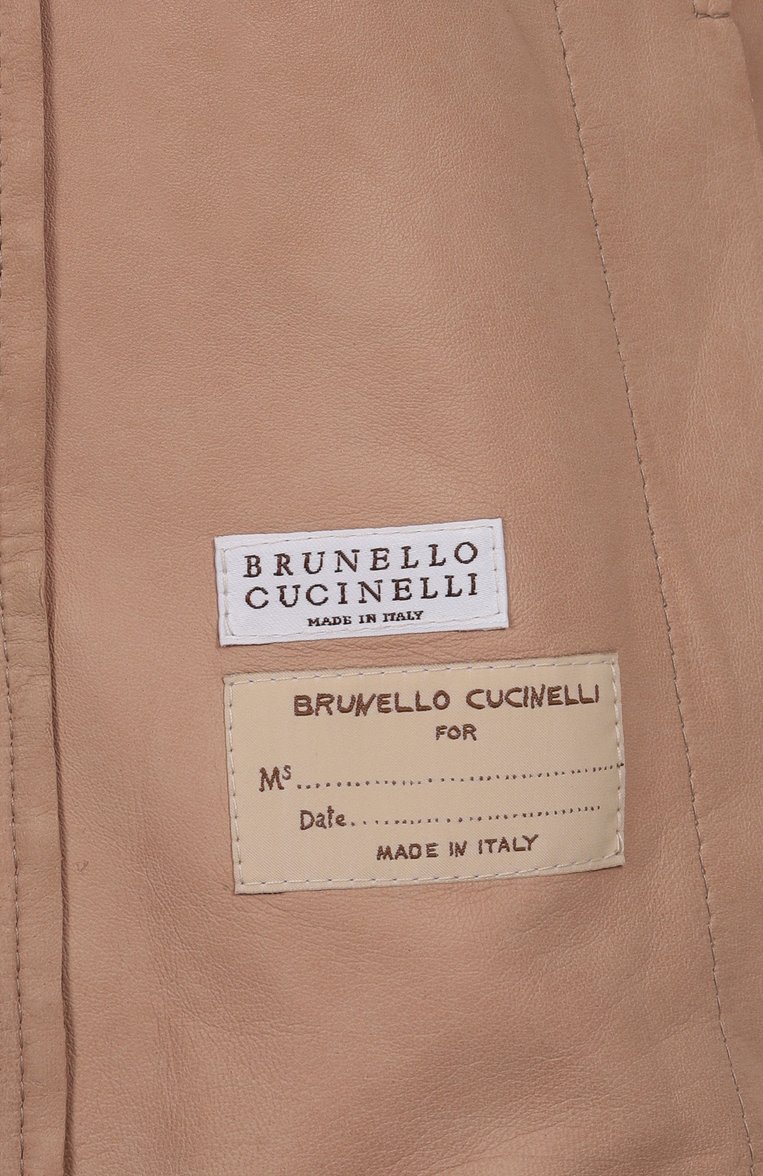 BRUNELLO
CUCINELLI
MADE IN ITALY
BRUNELLO CUCINELLI
FOR
Ms..............................................
Date....................................
MADE IN ITALY